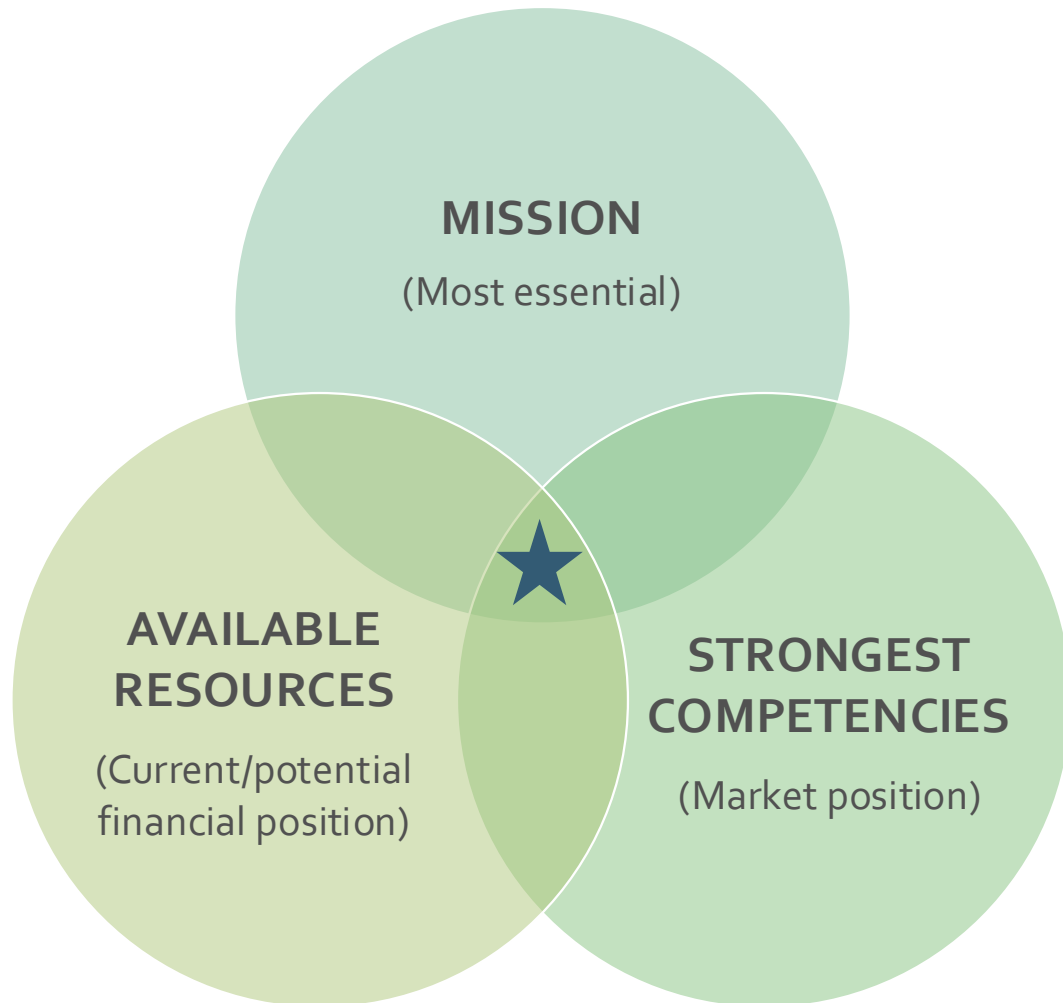 MISSION
(Most essential)
AVAILABLE
RESOURCES
(Current/potential
financial position)
STRONGEST
COMPETENCIES
(Market position)